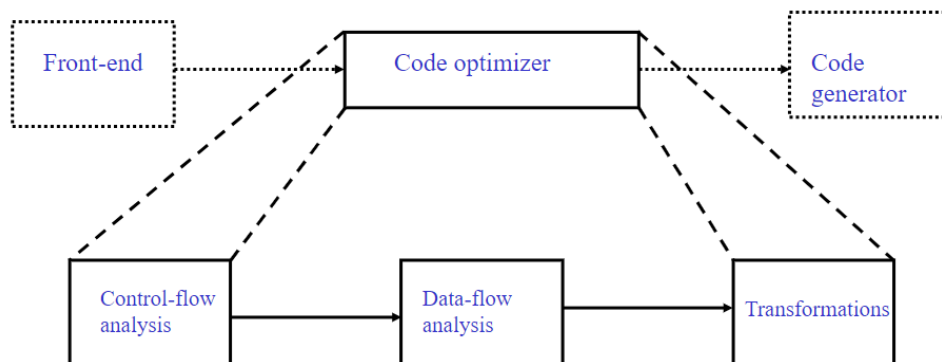 Front-end
Code optimizer
Code
generator
Control-flow
analysis
Data-flow
analysis
Transformations